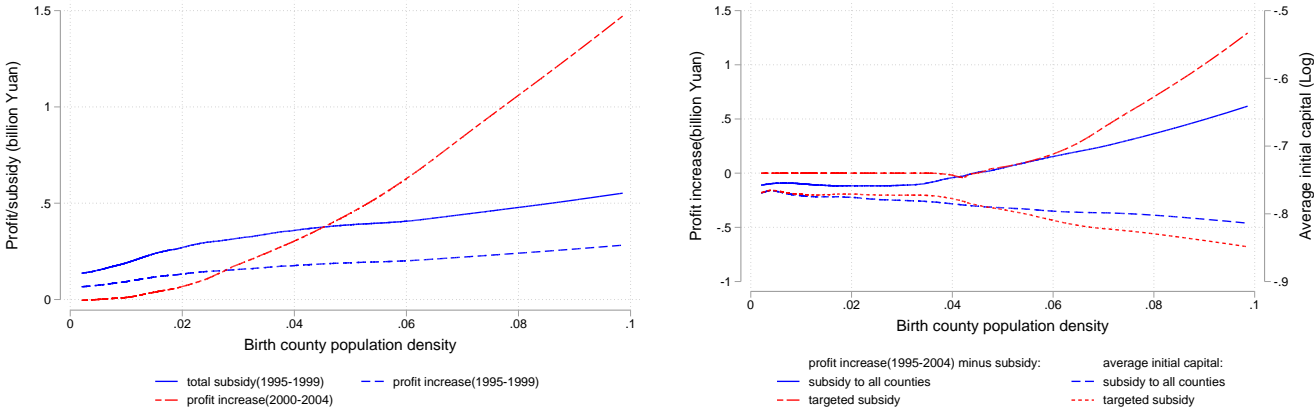 Profit/subsidy (billion Yuan)
1.5
1
.5
0
0 .02 .04 .06 .08 .1
Birth county population density
total subsidy(1995-1999) profit increase(1995-1999)
profit increase(2000-2004)
Profit increase(billion Yuan)
1.5
1
.5
0
-.5
-1
Average initial capital (Log)
-.5
-.6
-.7
-.8
-.9
0 .02 .04 .06 .08 .1
Birth county population density
profit increase(1995-2004) minus subsidy: average initial capital:
subsidy to all counties subsidy to all counties
targeted subsidy targeted subsidy